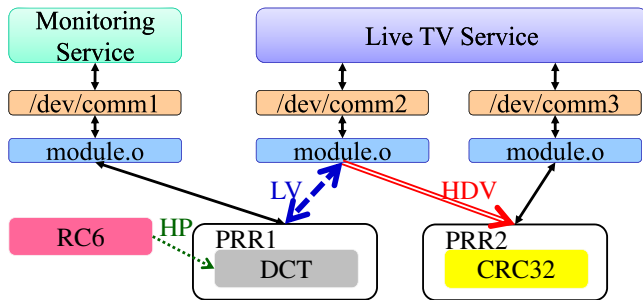 Monitoring
Service
Live TV Service
/dev/comm1
/dev/comm2
/dev/comm3
module.o
module.o
module.o
LV
HDV
RC6
HP
PRR1
DCT
PRR2
CRC32